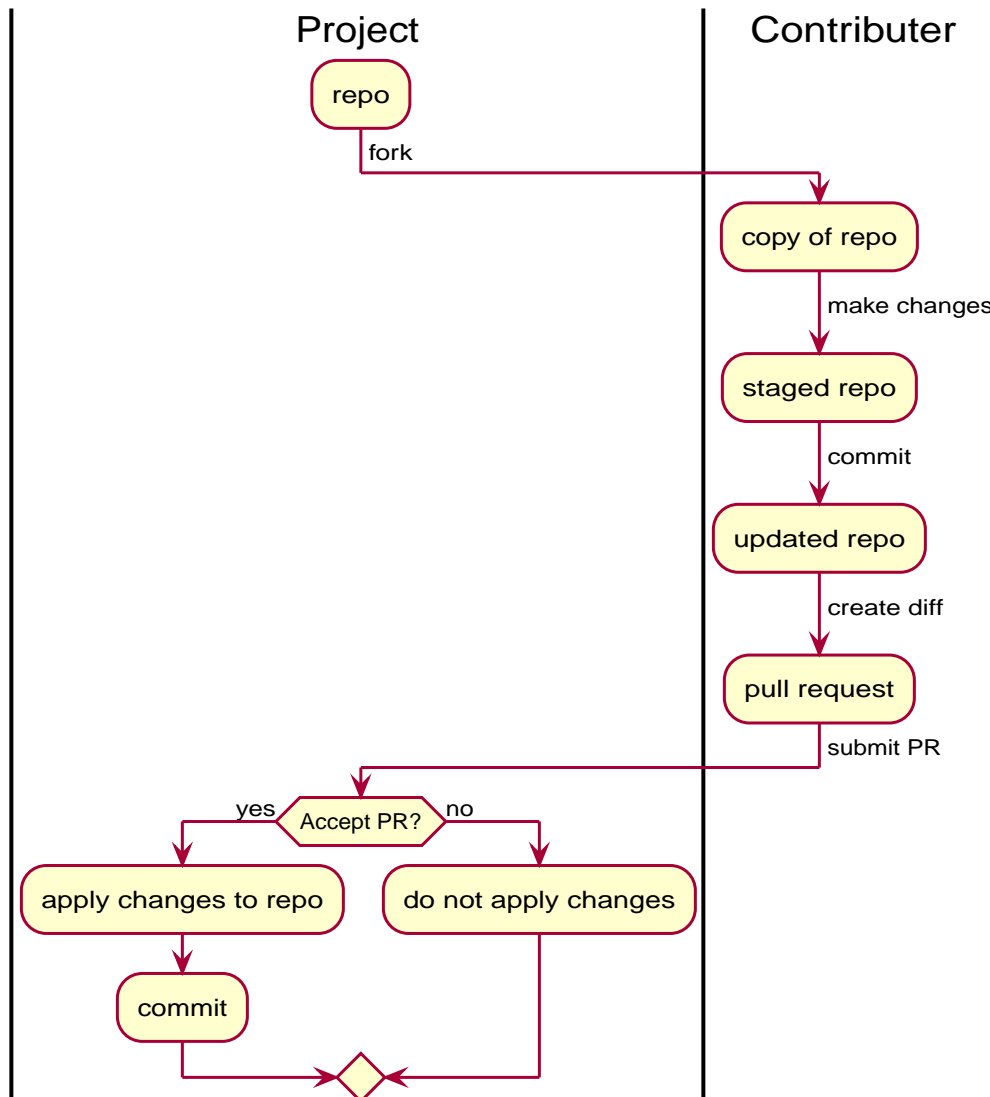 Project
Contributer
repo
fork
copy of repo
make changes
staged repo
commit
updated repo
create diff
pull request
submit PR
yes
Accept PR?
no
apply changes to repo
do not apply changes
commit